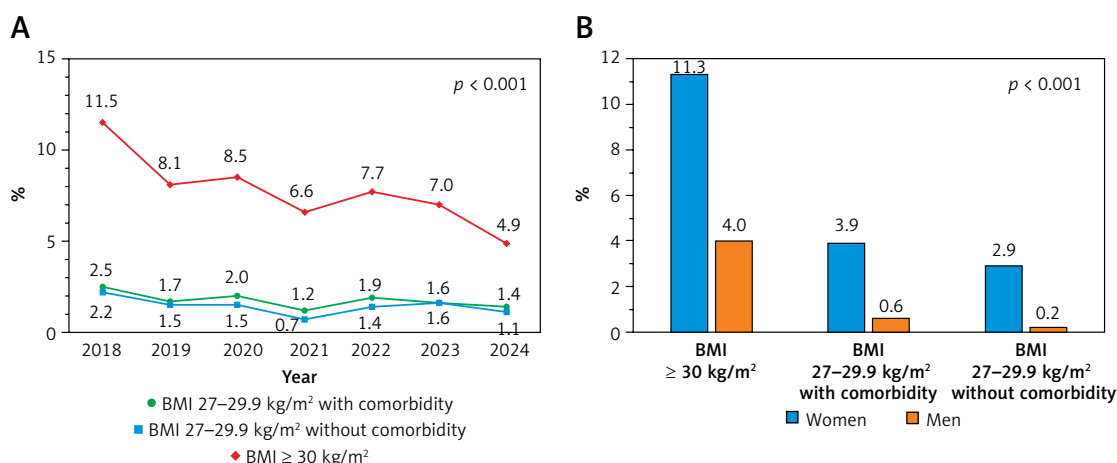 A
15
10
5
0
%
p < 0.001
11.5
8.1
8.5
6.6
7.7
7.0
4.9
2.5
1.7
2.0
1.2
1.9
1.6
1.4
2.2
1.5
1.5
0.7
1.4
1.6
1.1
2018 2019 2020 2021 2022 2023 2024
Year
BMI 27–29.9 kg/m² with comorbidity
BMI 27–29.9 kg/m² without comorbidity
BMI ≥ 30 kg/m²
B
12
10
8
6
4
2
0
%
p < 0.001
11.3
4.0
3.9
0.6
2.9
0.2
BMI
≥ 30 kg/m²
BMI
27–29.9 kg/m²
with comorbidity
BMI
27–29.9 kg/m²
without comorbidity
Women Men